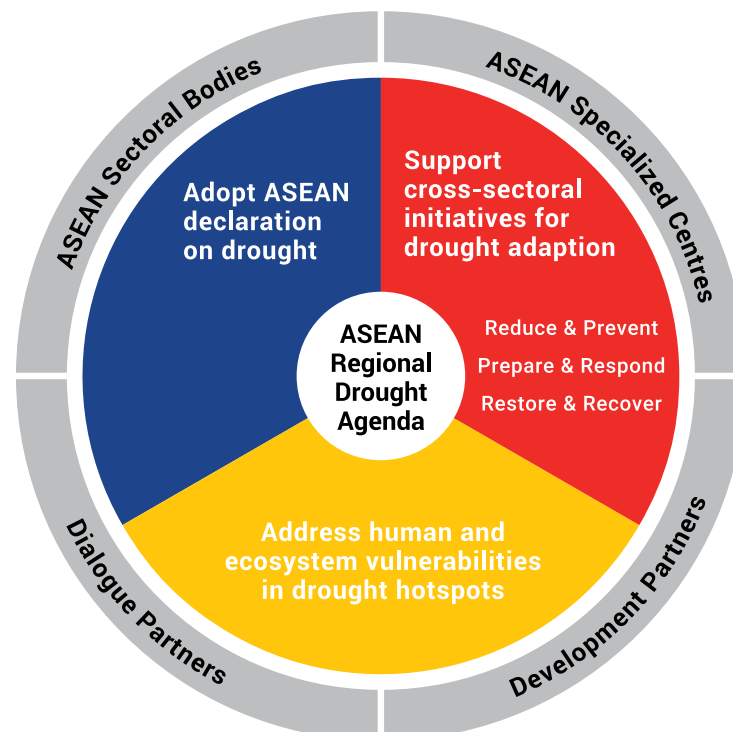 ASEAN Sectoral Bodies
ASEAN Specialized Centres
Adopt ASEAN
declaration
on drought
Support
cross-sectoral
initiatives for
drought adaption
Reduce & Prevent
Prepare & Respond
Restore & Recover
ASEAN
Regional
Drought
Agenda
Address human and
ecosystem vulnerabilities
in drought hotspots
Dialogue Partners
Development Partners